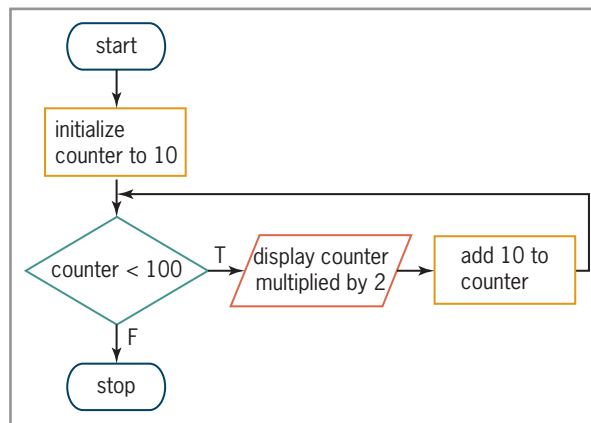 start
initialize
counter to 10
counter < 100
T
display counter
multiplied by 2
add 10 to
counter
F
stop